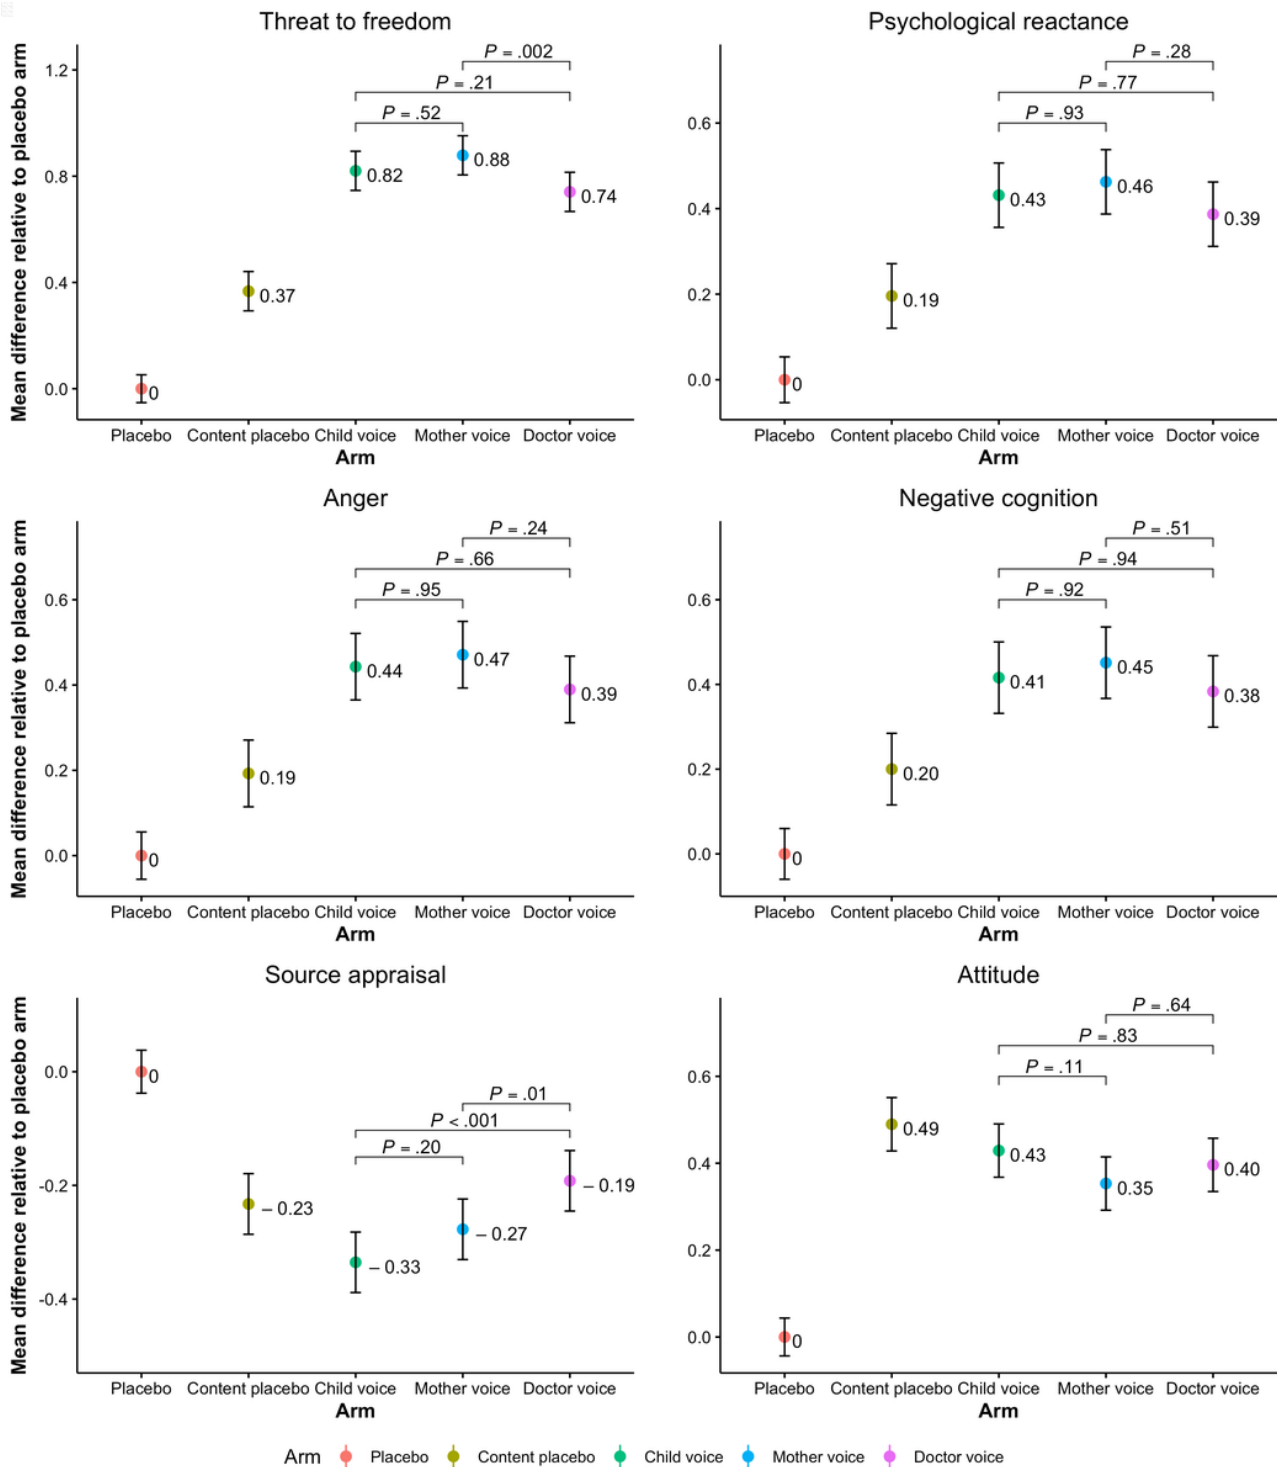 Threat to freedom
Mean difference relative to placebo arm
1.2
0.8
0.4
0.0
P = .002
P = .21
P = .52
0
0.37
0.82
0.88
0.74
Placebo Content placebo Child voice Mother voice Doctor voice
Arm
Psychological reactance
0.6
0.4
0.2
0.0
P = .28
P = .77
P = .93
0
0.19
0.43
0.46
0.39
Placebo Content placebo Child voice Mother voice Doctor voice
Arm
Anger
Mean difference relative to placebo arm
0.6
0.4
0.2
0.0
P = .24
P = .66
P = .95
0
0.19
0.44
0.47
0.39
Placebo Content placebo Child voice Mother voice Doctor voice
Arm
Negative cognition
0.6
0.4
0.2
0.0
P = .51
P = .94
P = .92
0
0.20
0.41
0.45
0.38
Placebo Content placebo Child voice Mother voice Doctor voice
Arm
Source appraisal
Mean difference relative to placebo arm
0.0
-0.2
-0.4
P = .01
P < .001
P = .20
0
– 0.23
– 0.33
– 0.27
– 0.19
Placebo Content placebo Child voice Mother voice Doctor voice
Arm
Attitude
0.6
0.4
0.2
0.0
P = .64
P = .83
P = .11
0
0.49
0.43
0.35
0.40
Placebo Content placebo Child voice Mother voice Doctor voice
Arm
Arm Placebo Content placebo Child voice Mother voice Doctor voice